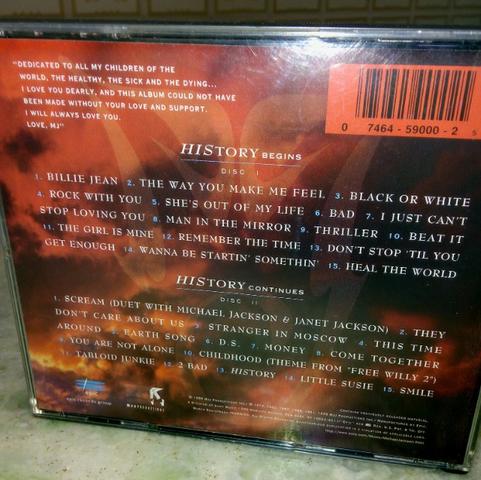 "DEDICATED TO ALL MY CHILDREN OF THE
WORLD, THE HEALTHY, THE SICK AND THE DYING...
I LOVE YOU DEARLY, AND THIS ALBUM COULD NOT HAVE
BEEN MADE WITHOUT YOUR LOVE AND SUPPORT.
I WILL ALWAYS LOVE YOU.
LOVE, MJ"
0 7464-59000-2 5
HISTORY BEGINS
DISC I
1. BILLIE JEAN 2. THE WAY YOU MAKE ME FEEL 3. BLACK OR WHITE
4. ROCK WITH YOU 5. SHE'S OUT OF MY LIFE 6. BAD 7. I JUST CAN'T
STOP LOVING YOU 8. MAN IN THE MIRROR 9. THRILLER 10. BEAT IT
11. THE GIRL IS MINE 12. REMEMBER THE TIME 13. DON'T STOP 'TIL YOU
GET ENOUGH 14. WANNA BE STARTIN' SOMETHIN' 15. HEAL THE WORLD
HISTORY CONTINUES
DISC II
1. SCREAM (DUET WITH MICHAEL JACKSON & JANET JACKSON) 2. THEY
DON'T CARE ABOUT US 3. STRANGER IN MOSCOW 4. THIS TIME
AROUND 5. EARTH SONG 6. D.S. 7. MONEY 8. COME TOGETHER
9. YOU ARE NOT ALONE 10. CHILDHOOD (THEME FROM "FREE WILLY 2")
11. TABLOID JUNKIE 12. 2 BAD 13. HISTORY 14. LITTLE SUSIE 15. SMILE
epic
MJJPRODUCTIONS